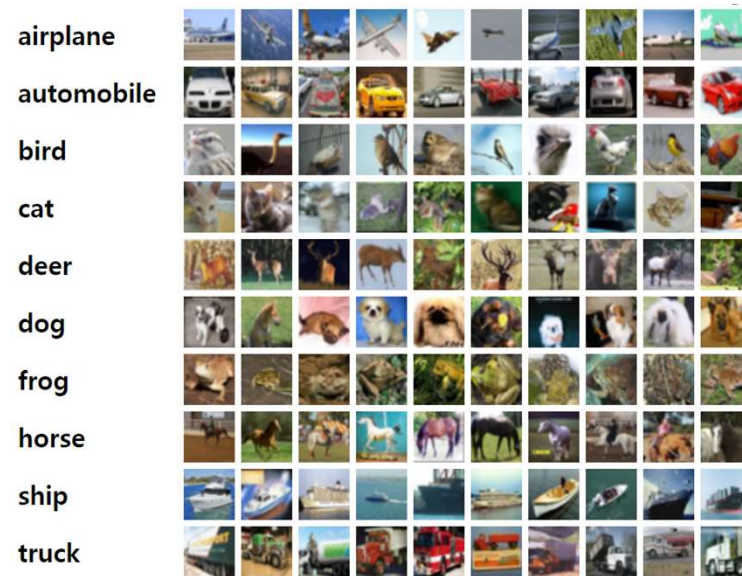 airplane
automobile
bird
cat
deer
dog
frog
horse
ship
truck